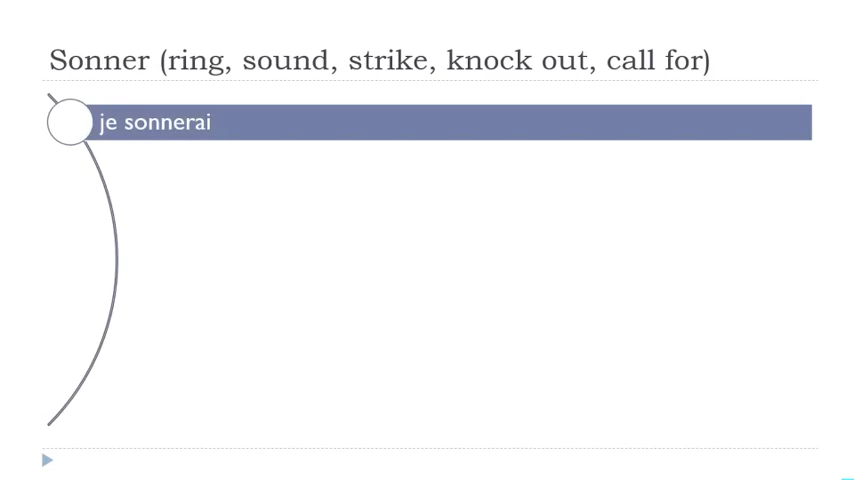 Sonner (ring, sound, strike, knock out, call for)
je sonnerai